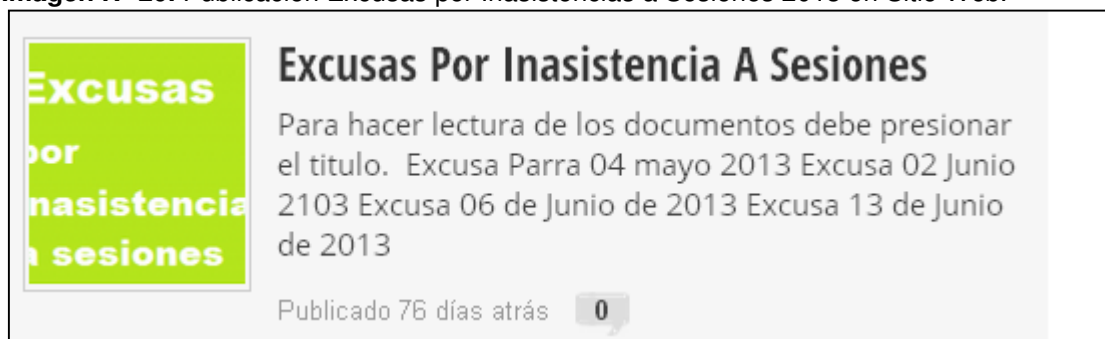 Excusas Por Inasistencia A Sesiones
Excusas
por
nasistencia
a sesiones
Para hacer lectura de los documentos debe presionar
el titulo. Excusa Parra 04 mayo 2013 Excusa 02 Junio
2103 Excusa 06 de Junio de 2013 Excusa 13 de Junio
de 2013
Publicado 76 días atrás 0